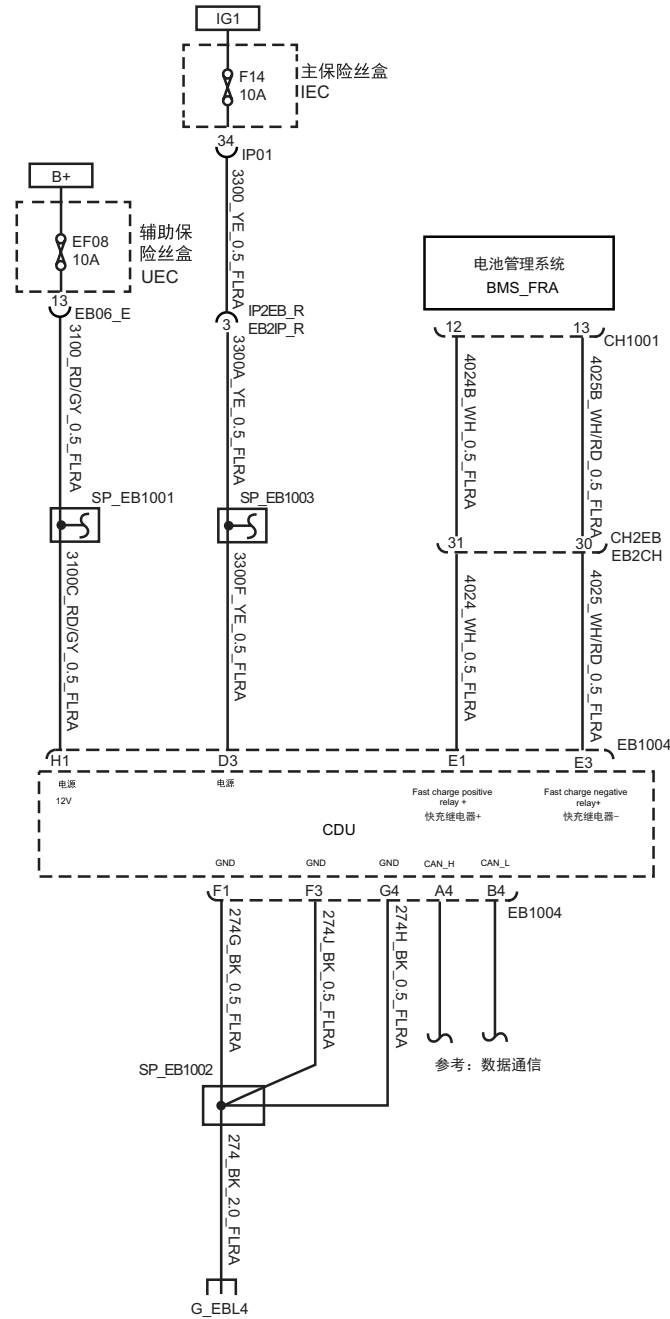 IG1
F14
10A
主保险丝盒
IEC
34
IP01
B+
EF08
10A
辅助保
险丝盒
UEC
13
EB06_E
3300_YE_0.5_FLRA
3100_RD/GY_0.5_FLRA
IP2EB_R
3
EB2IP_R
3300A_YE_0.5_FLRA
电池管理系统
BMS_FRA
12
13
CH1001
4024B_WH_0.5_FLRA
4025B_WH/RD_0.5_FLRA
SP_EB1001
SP_EB1003
31
30
CH2EB
EB2CH
3100C_RD/GY_0.5_FLRA
3300F_YE_0.5_FLRA
4024_WH_0.5_FLRA
4025_WH/RD_0.5_FLRA
EB1004
H1
D3
E1
E3
电源
12V
电源
Fast charge positive
relay +
快充继电器+
Fast charge negative
relay+
快充继电器−
CDU
GND
GND
GND
CAN_H
CAN_L
F1
F3
G4
A4
B4
EB1004
274G_BK_0.5_FLRA
274J_BK_0.5_FLRA
274H_BK_0.5_FLRA
参考：数据通信
SP_EB1002
274_BK_2.0_FLRA
G_EBL4